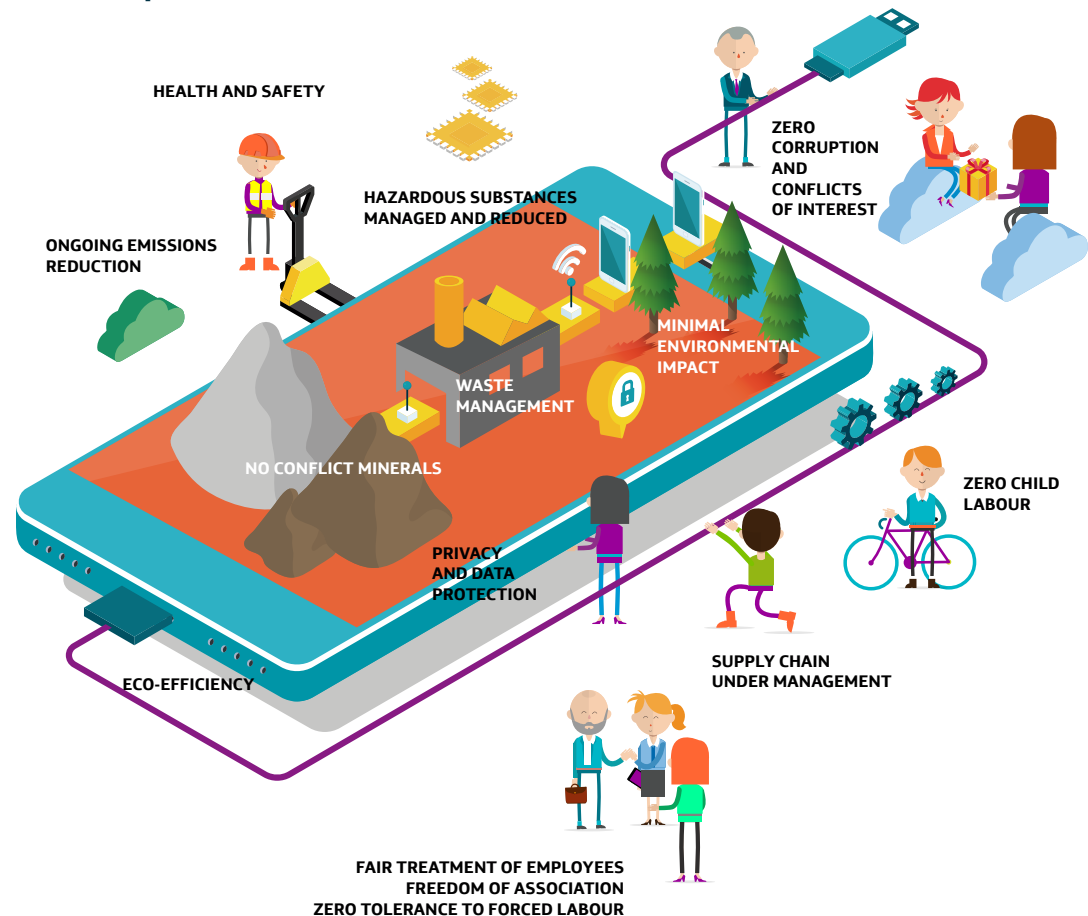 HEALTH AND SAFETY
ZERO
CORRUPTION
AND
CONFLICTS
OF INTEREST
HAZARDOUS SUBSTANCES
MANAGED AND REDUCED
ONGOING EMISSIONS
REDUCTION
MINIMAL
ENVIRONMENTAL
IMPACT
WASTE
MANAGEMENT
NO CONFLICT MINERALS
ZERO CHILD
LABOUR
PRIVACY
AND DATA
PROTECTION
SUPPLY CHAIN
UNDER MANAGEMENT
ECO-EFFICIENCY
FAIR TREATMENT OF EMPLOYEES
FREEDOM OF ASSOCIATION
ZERO TOLERANCE TO FORCED LABOUR